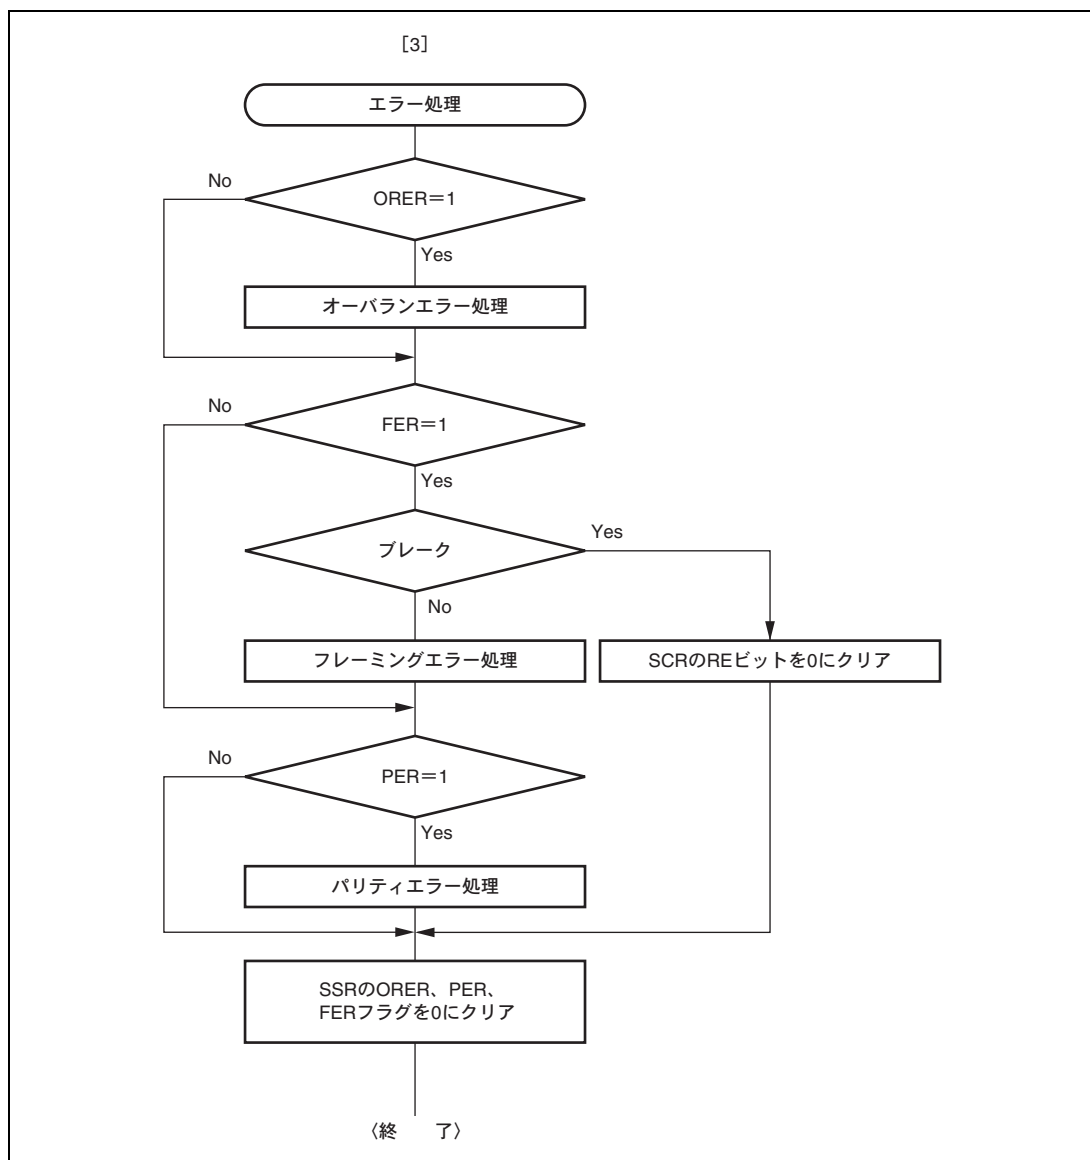 [3]
エラー処理
No
ORER＝1
Yes
オーバランエラー処理
No
FER＝1
Yes
ブレーク
Yes
No
フレーミングエラー処理
SCRのREビットを0にクリア
No
PER＝1
Yes
パリティエラー処理
SSRのORER、PER、
FERフラグを0にクリア
〈終　　了〉